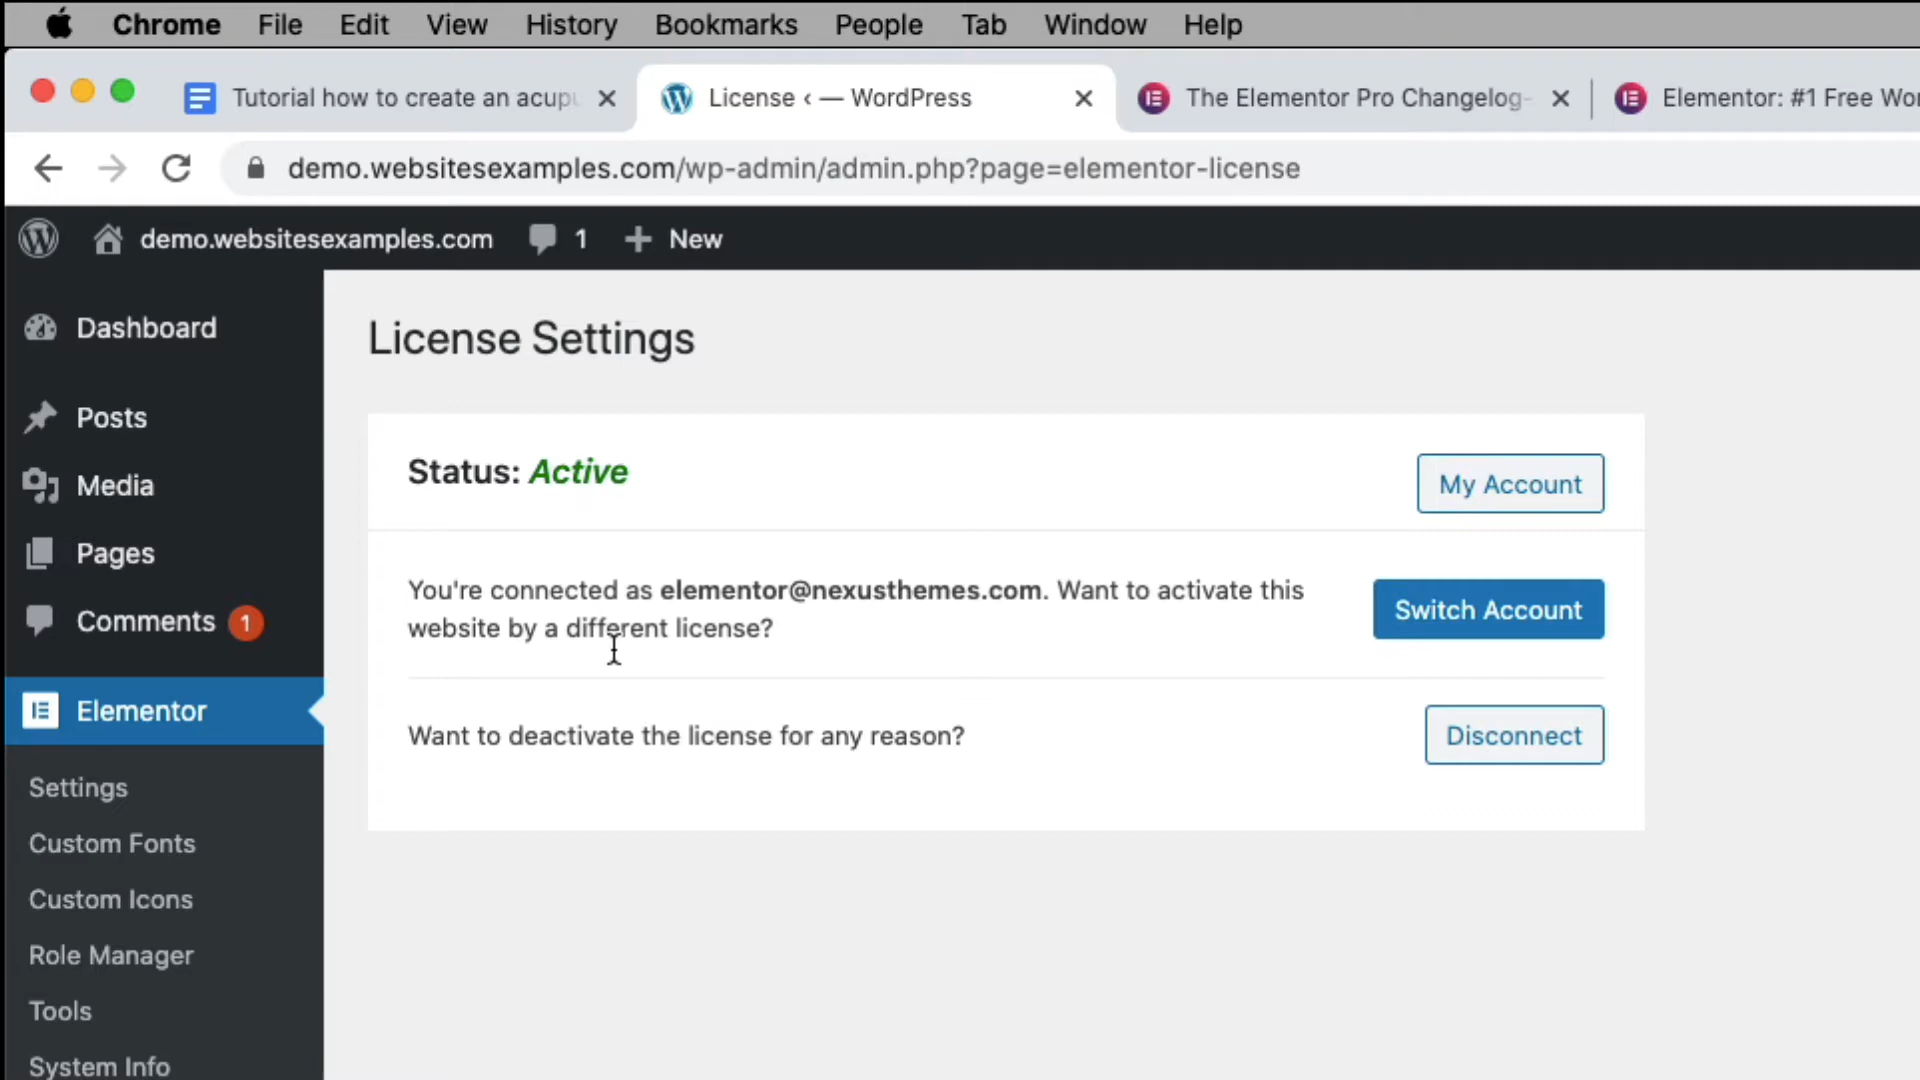 Chrome File Edit View History Bookmarks People Tab Window Help
Tutorial how to create an acup License ‹ — WordPress The Elementor Pro Changelog- Elementor: #1 Free Wor
demo.websitesexamples.com/wp-admin/admin.php?page=elementor-license
demo.websitesexamples.com 1 New
Dashboard
Posts
Media
Pages
Comments 1
Elementor
Settings
Custom Fonts
Custom Icons
Role Manager
Tools
System Info
License Settings
Status: Active My Account
You're connected as elementor@nexusthemes.com. Want to activate this
website by a different license?
Switch Account
Want to deactivate the license for any reason? Disconnect